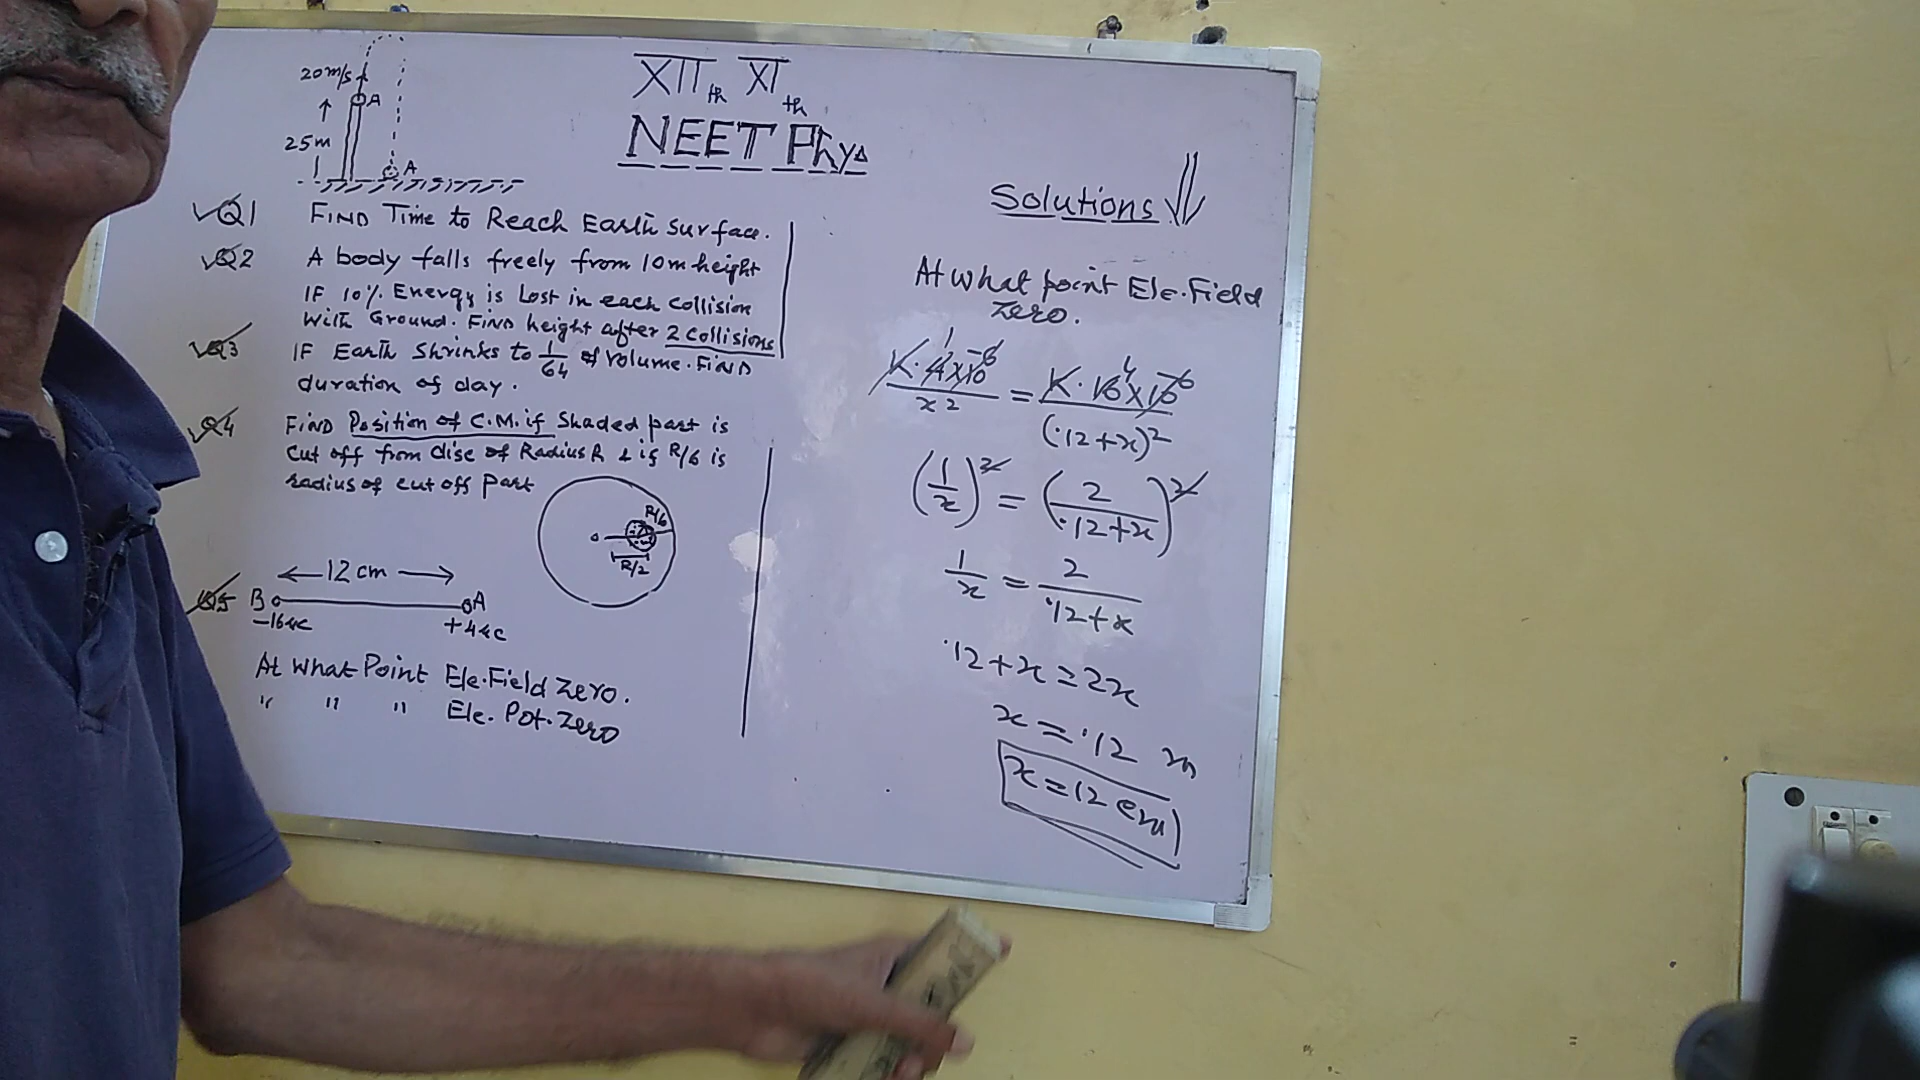 20m/s
A
25m
A
XII th XI th
NEET Phys
Q1 FIND Time to Reach Earth surface.
Q2 A body falls freely from 10m height
IF 10% Energy is Lost in each collision
With Ground. FIND height after 2 collisions
Q3 IF Earth Shrinks to 1/64 of volume. FIND
duration of day.
Q4 FIND Position of C.M. if Shaded part is
cut off from disc of Radius R & if R/6 is
radius of cut off Part
R/6
o
R/2
12 cm
Q5 B A
-16μc +4μc
At What Point Ele.Field Zero.
" " " Ele. Pot. Zero
Solutions
At what point Ele.Field
Zero.
K·4x10^-6/x^2 = K·16x10^-6/(·12+x)^2
1 4
(1/x)^2 = (2/·12+x)^2
1/x = 2/·12+x
·12+x=2x
x=·12 m
x=12 cm